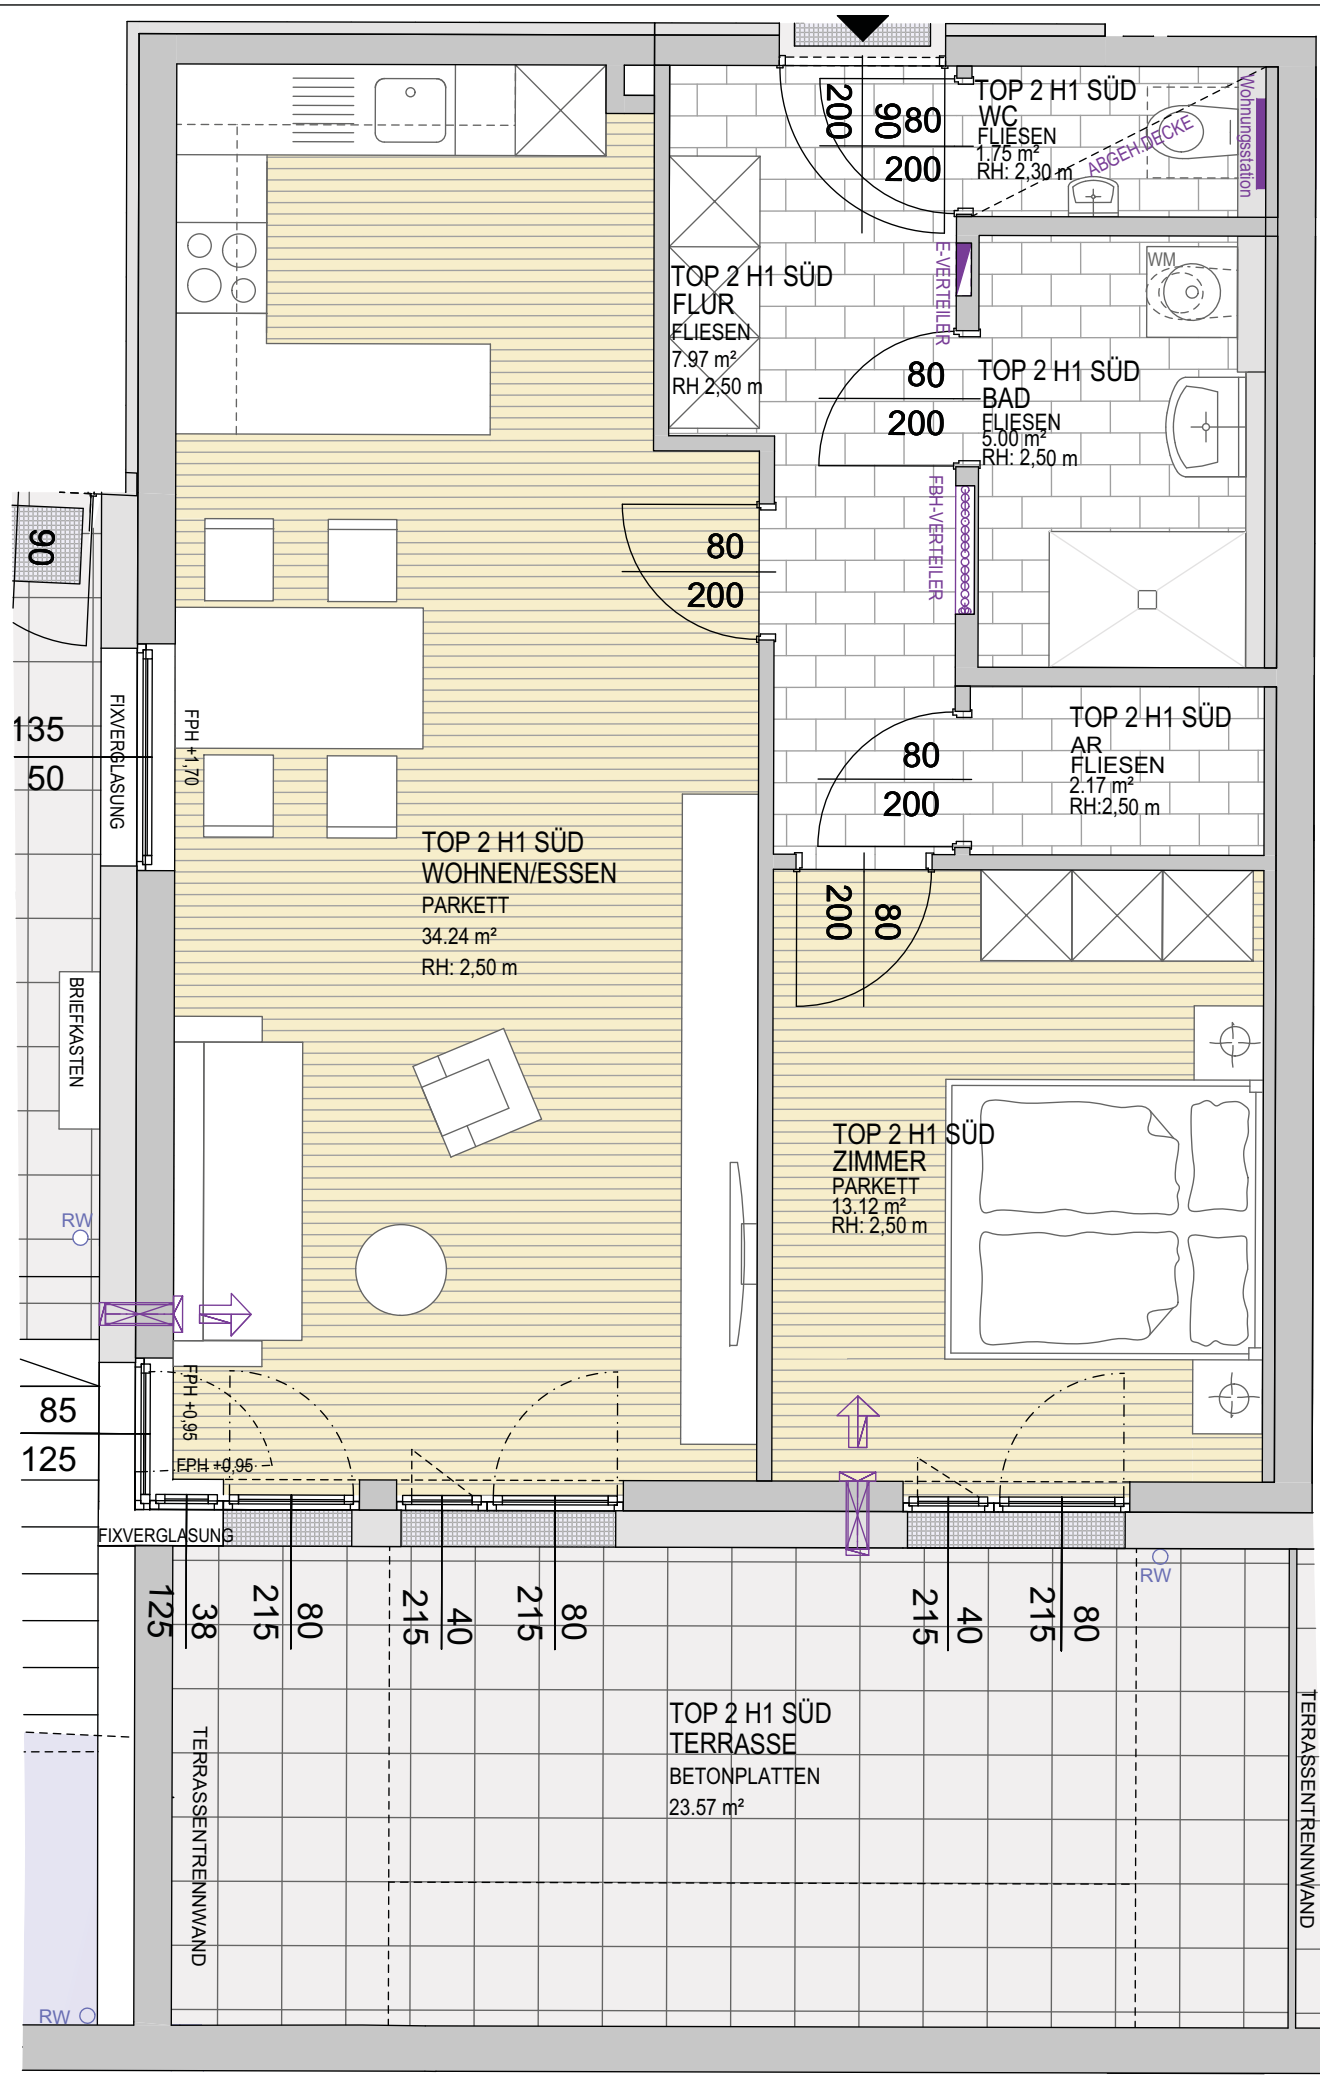 200
90
80
200
TOP 2 H1 SÜD
WC
FLIESEN
1.75 m²
RH: 2,30 m
ABGEH.DECKE
Wohnungsstation
E-VERTEILER
WM
TOP 2 H1 SÜD
FLUR
FLIESEN
7.97 m²
RH 2,50 m
80
200
TOP 2 H1 SÜD
BAD
FLIESEN
5.00 m²
RH: 2,50 m
FBH-VERTEILER
90
80
200
135
50
FIXVERGLASUNG
FPH +1,70
80
200
TOP 2 H1 SÜD
AR
FLIESEN
2.17 m²
RH:2,50 m
TOP 2 H1 SÜD
WOHNEN/ESSEN
PARKETT
34.24 m²
RH: 2,50 m
200
80
BRIEFKASTEN
TOP 2 H1 SÜD
ZIMMER
PARKETT
13.12 m²
RH: 2,50 m
RW
85
125
FPH +0,95
FPH +0,95
FIXVERGLASUNG
125
38
215
80
215
40
215
80
215
40
215
80
RW
TOP 2 H1 SÜD
TERRASSE
BETONPLATTEN
23.57 m²
TERRASSENTRENNWAND
TERRASSENTRENNWAND
RW